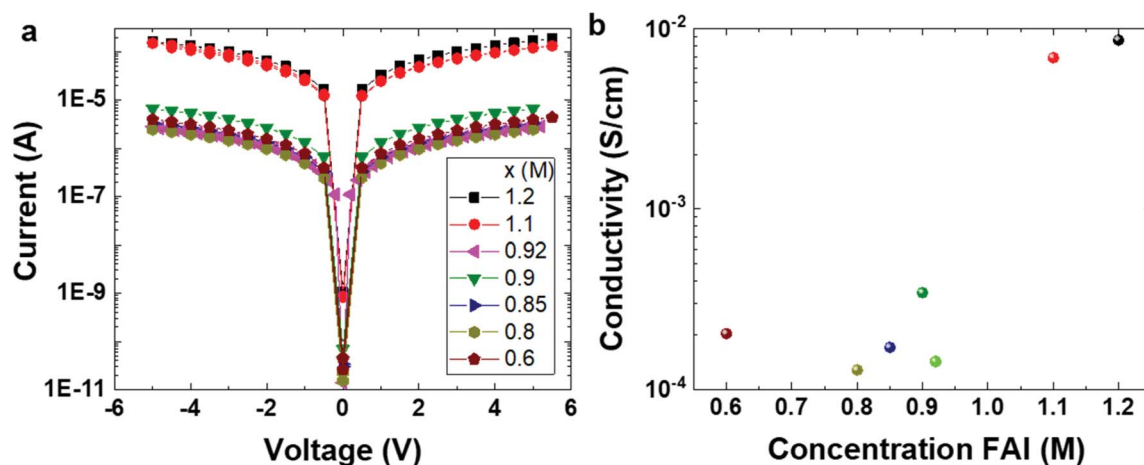 a
Current (A)
1E-5
1E-7
1E-9
1E-11
-6
-4
-2
0
2
4
6
Voltage (V)
x (M)
1.2
1.1
0.92
0.9
0.85
0.8
0.6
b
Conductivity (S/cm)
10-2
10-3
10-4
0.6
0.7
0.8
0.9
1.0
1.1
1.2
Concentration FAI (M)